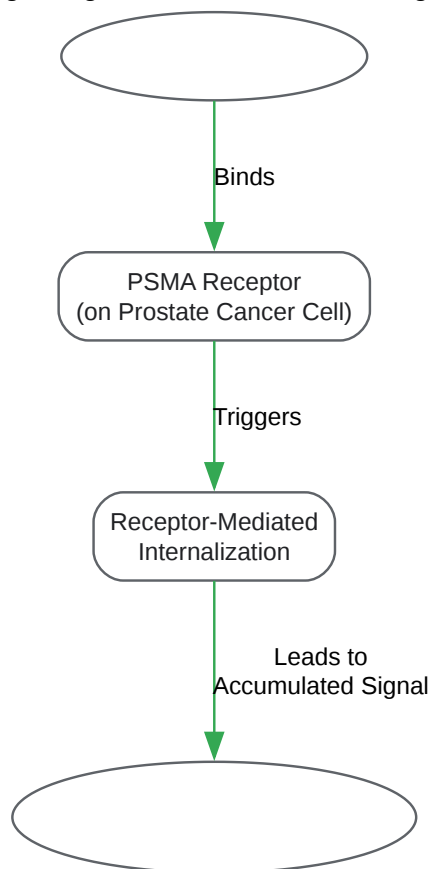 Binds
PSMA Receptor
(on Prostate Cancer Cell)
Triggers
Receptor-Mediated
Internalization
Leads to
Accumulated Signal